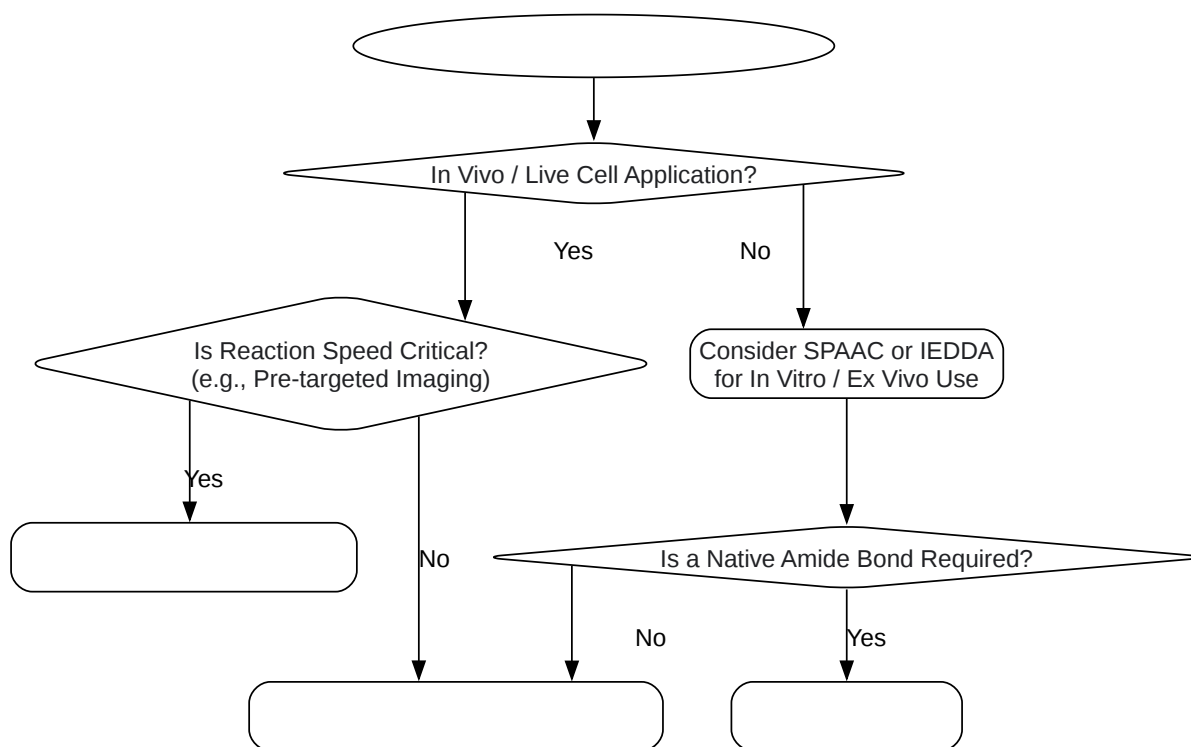 In Vivo / Live Cell Application?
Yes
No
Is Reaction Speed Critical?
(e.g., Pre-targeted Imaging)
Consider SPAAC or IEDDA
for In Vitro / Ex Vivo Use
Yes
No
Is a Native Amide Bond Required?
No
Yes